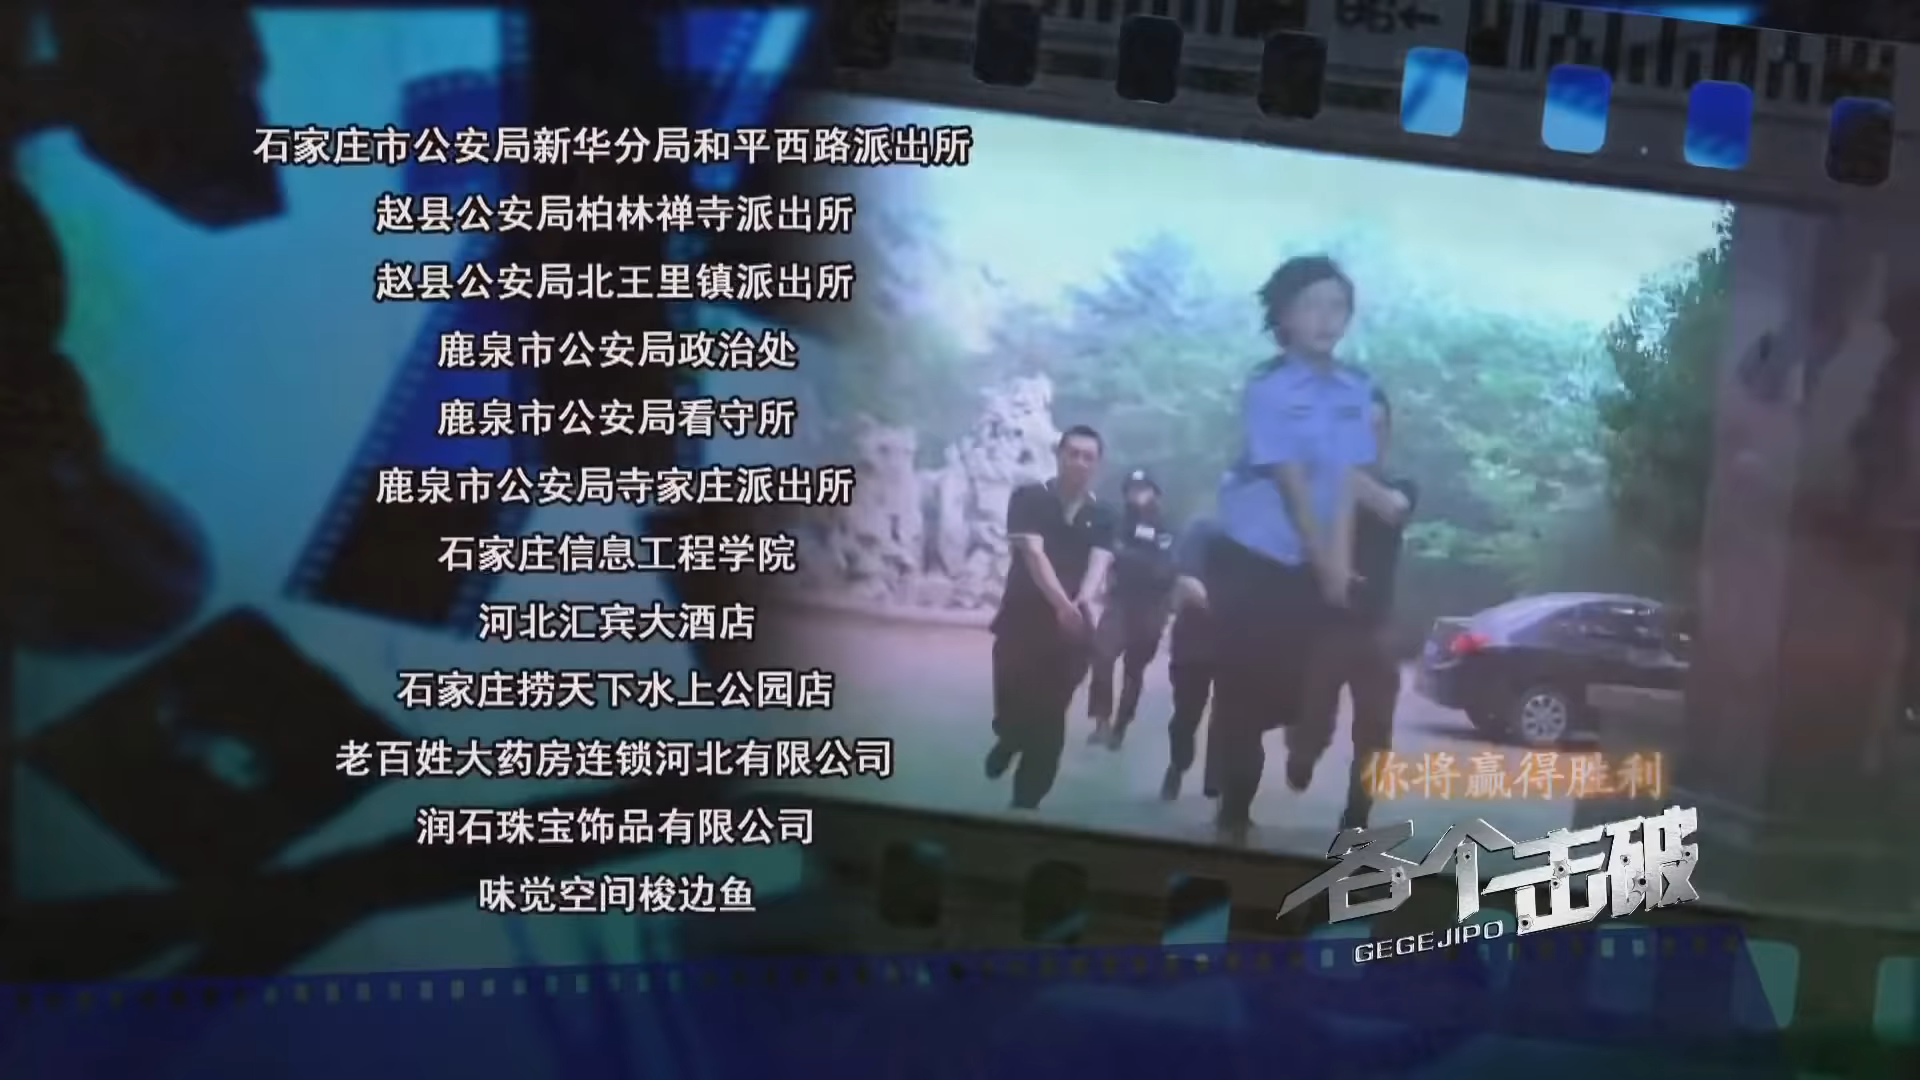 石家庄市公安局新华分局和平西路派出所
赵县公安局柏林禅寺派出所
赵县公安局北王里镇派出所
鹿泉市公安局政治处
鹿泉市公安局看守所
鹿泉市公安局寺家庄派出所
石家庄信息工程学院
河北汇宾大酒店
石家庄捞天下水上公园店
老百姓大药房连锁河北有限公司
润石珠宝饰品有限公司
味觉空间梭边鱼
你将赢得胜利
各个击破
GEGEJIPO